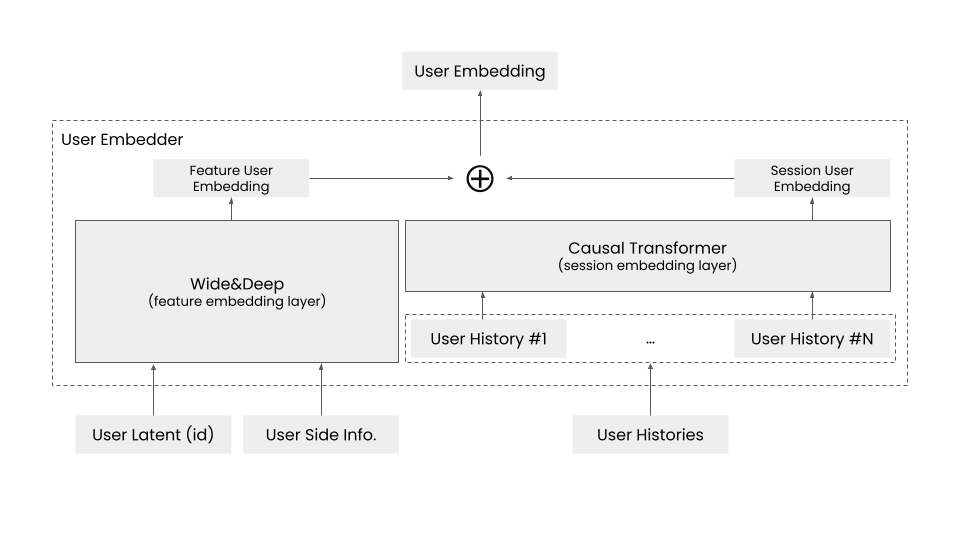 User Embedding
User Embedder
Feature User
Embedding
Session User
Embedding
Wide&Deep
(feature embedding layer)
Causal Transformer
(session embedding layer)
User History #1
...
User History #N
User Latent (id)
User Side Info.
User Histories